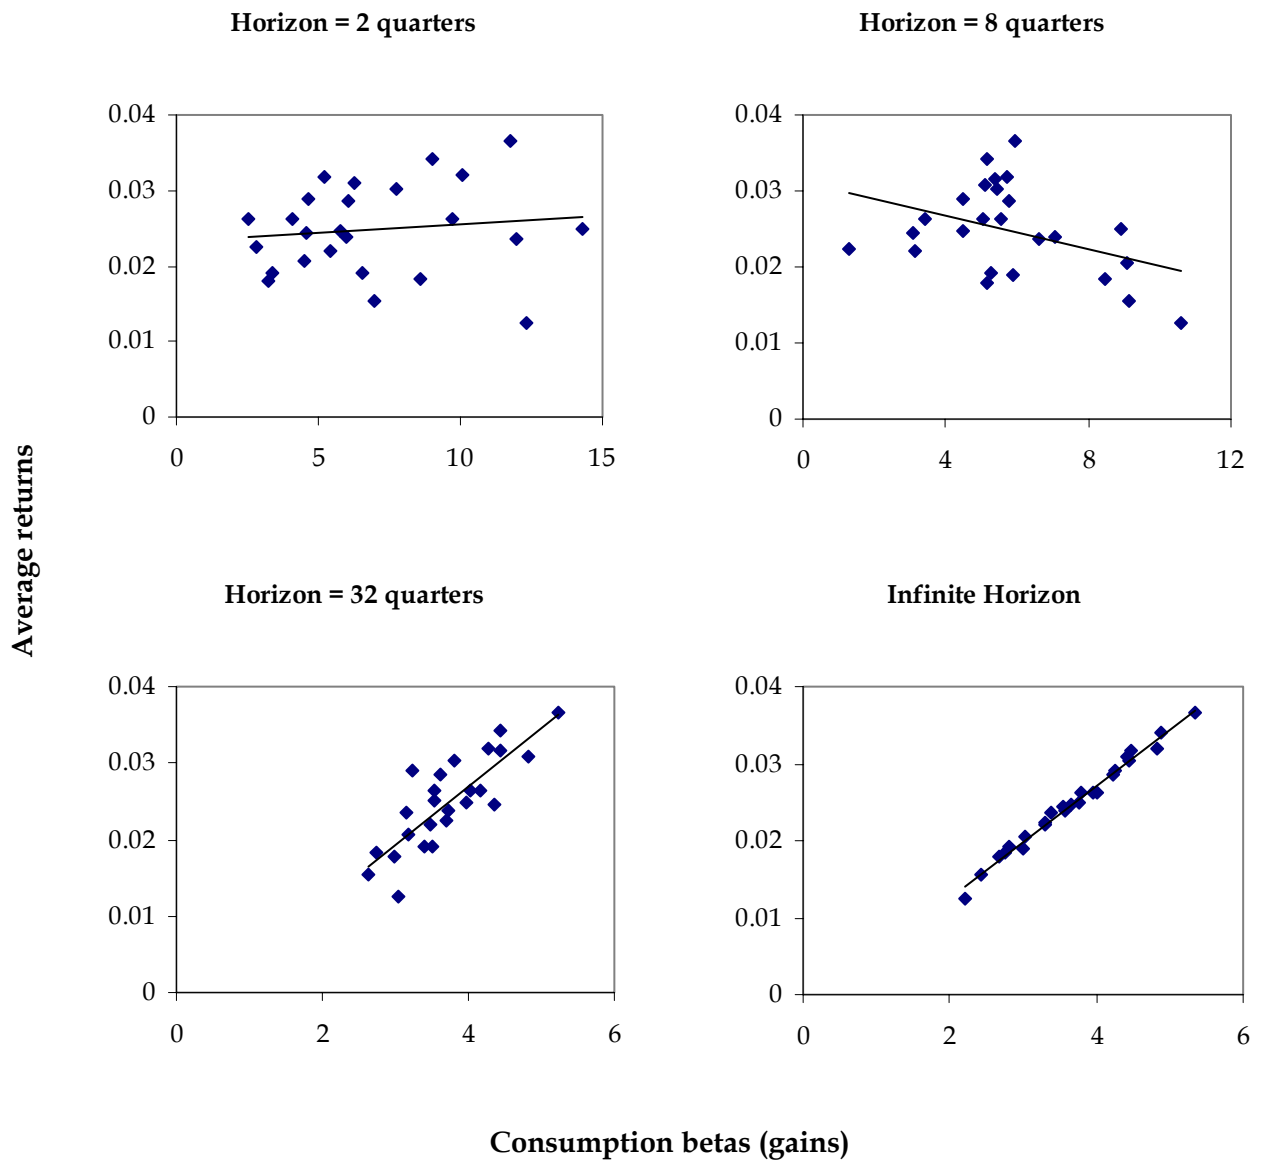 Horizon = 2 quarters
Horizon = 8 quarters
0.04
0.03
0.02
0.01
0
0 5 10 15
0.04
0.03
0.02
0.01
0
0 4 8 12
Average returns
Horizon = 32 quarters
Infinite Horizon
0.04
0.03
0.02
0.01
0
0 2 4 6
0.04
0.03
0.02
0.01
0
0 2 4 6
Consumption betas (gains)